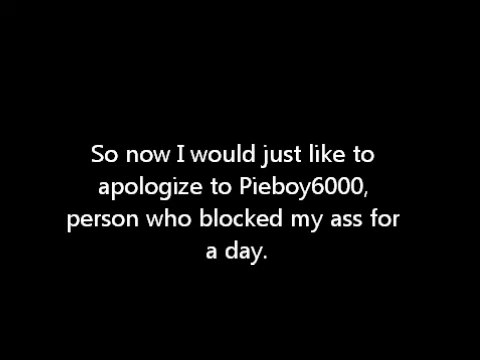 So now I would just like to
apologize to Pieboy6000,
person who blocked my ass for
a day.